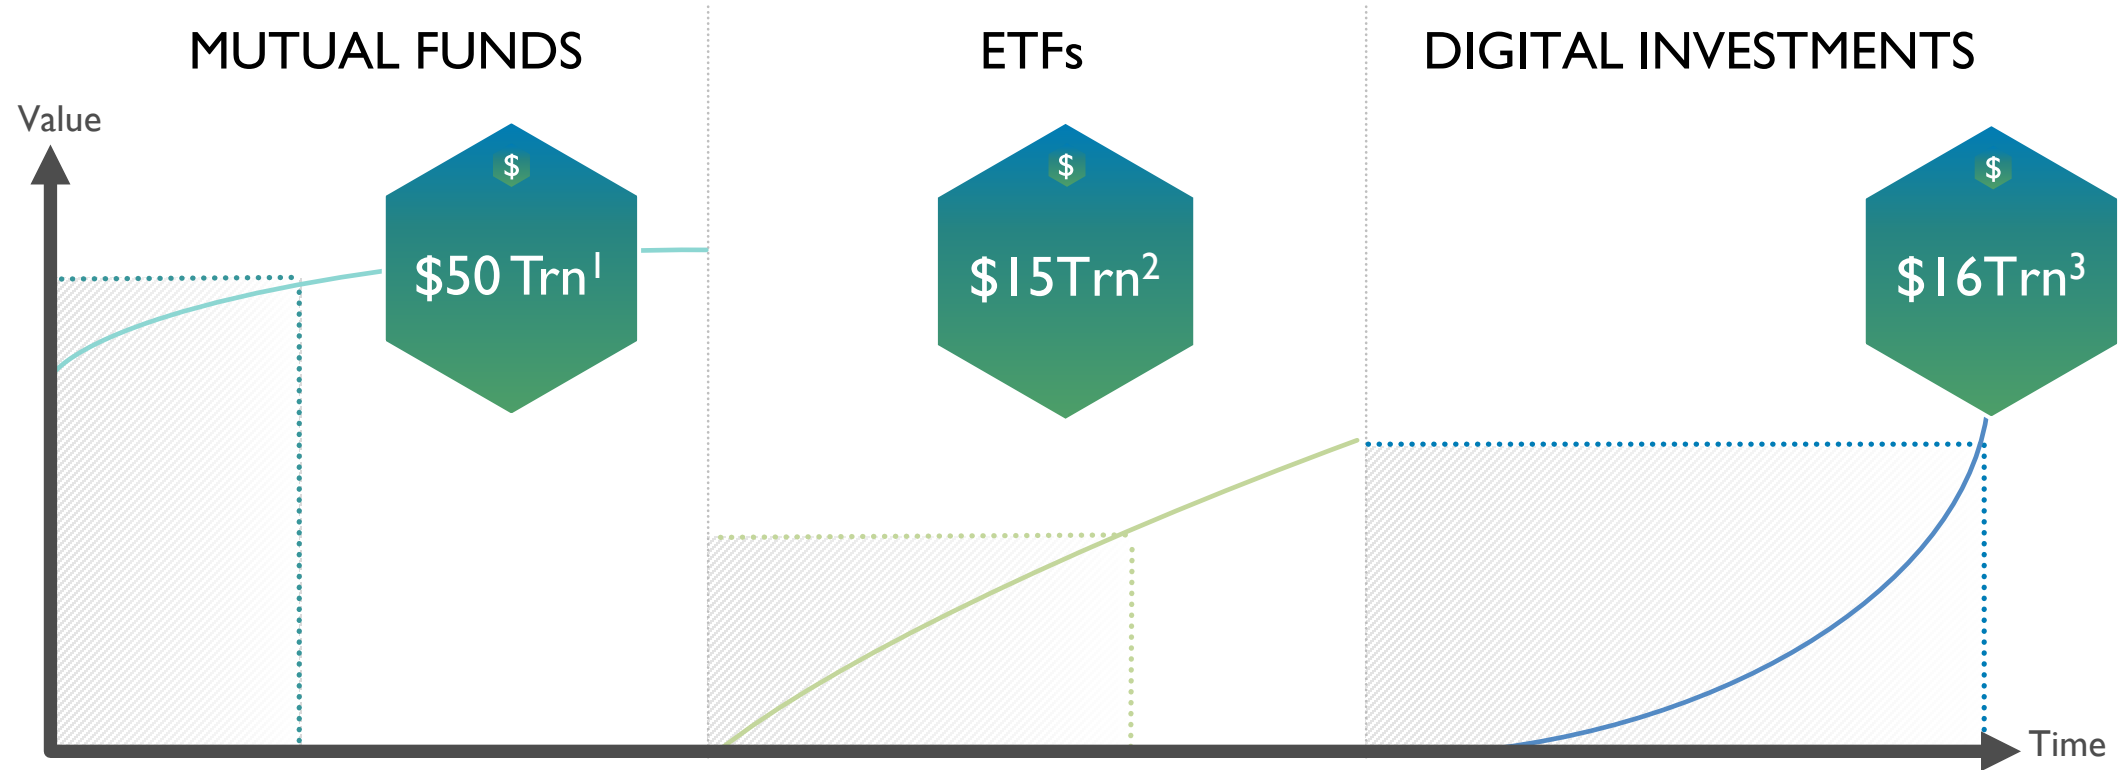 MUTUAL FUNDS
ETFs
DIGITAL INVESTMENTS
Value
$
$
$
$50 Trn¹
$15Trn²
$16Trn³
Time